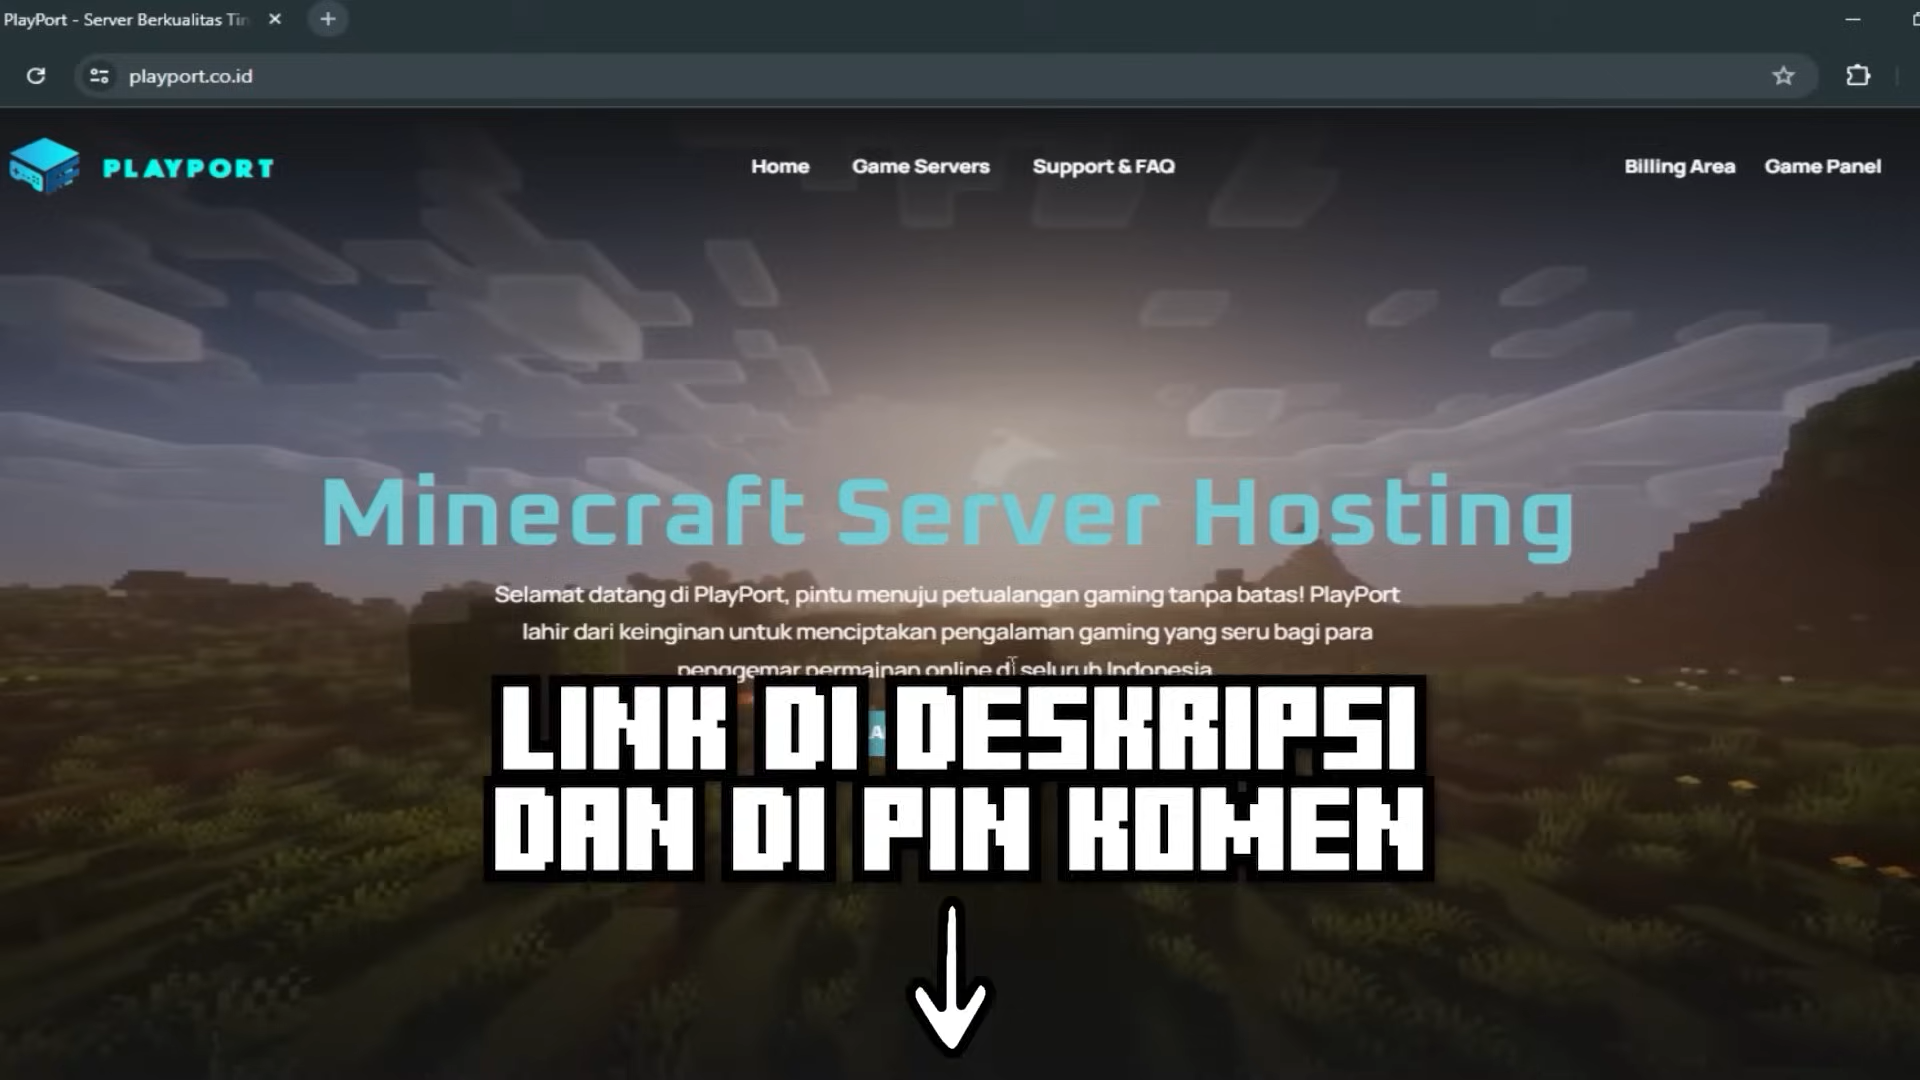 PlayPort - Server Berkualitas Tin
playport.co.id
PLAYPORT
Home
Game Servers
Support & FAQ
Billing Area
Game Panel
Minecraft Server Hosting
Selamat datang di PlayPort, pintu menuju petualangan gaming tanpa batas! PlayPort
lahir dari keinginan untuk menciptakan pengalaman gaming yang seru bagi para
penggemar permainan online di seluruh Indonesia.
LINK DI DESKRIPSI
DAN DI PIN KOMEN